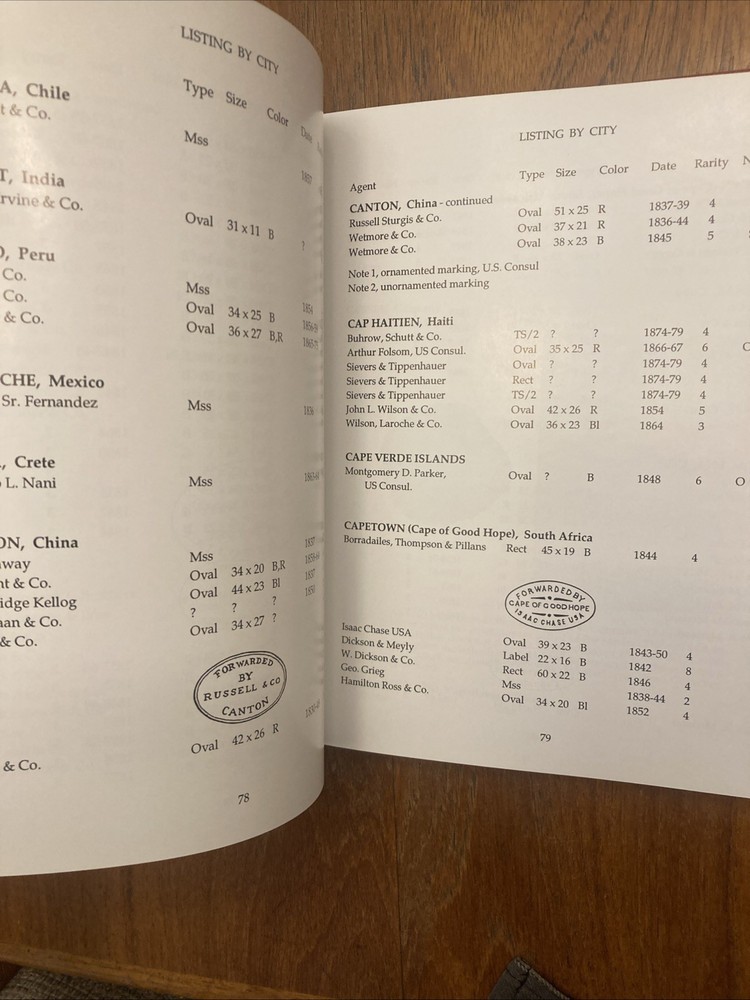 LISTING BY CITY
Type Size Color
A, Chile
t & Co. Mss
T, India
rvine & Co. Oval 31 x 11 B ?
O, Peru
Co. Mss
Co. Oval 34 x 25 B
& Co. Oval 36 x 27 B,R
CHE, Mexico
Sr. Fernandez Mss
, Crete
L. Nani Mss
ON, China
way Mss
nt & Co. Oval 34 x 20 B,R
idge Kellog Oval 44 x 23 Bl
nan & Co. ? ? ?
& Co. Oval 34 x 27 ?
FORWARDED
BY
RUSSELL & CO
CANTON
& Co. Oval 42 x 26 R
78
LISTING BY CITY
Agent Type Size Color Date Rarity N
CANTON, China - continued
Russell Sturgis & Co. Oval 51 x 25 R 1837-39 4
Wetmore & Co. Oval 37 x 21 R 1836-44 4
Wetmore & Co. Oval 38 x 23 B 1845 5
Note 1, ornamented marking, U.S. Consul
Note 2, unornamented marking
CAP HAITIEN, Haiti
Buhrow, Schutt & Co. TS/2 ? ? 1874-79 4
Arthur Folsom, US Consul. Oval 35 x 25 R 1866-67 6
Sievers & Tippenhauer Oval ? ? 1874-79 4
Sievers & Tippenhauer Rect ? ? 1874-79 4
Sievers & Tippenhauer TS/2 ? ? 1874-79 4
John L. Wilson & Co. Oval 42 x 26 R 1854 5
Wilson, Laroche & Co. Oval 36 x 23 Bl 1864 3
CAPE VERDE ISLANDS
Montgomery D. Parker, Oval ? B 1848 6 O
US Consul.
CAPETOWN (Cape of Good Hope), South Africa
Borradailes, Thompson & Pillans Rect 45 x 19 B 1844 4
FORWARDED BY
CAPE OF GOOD HOPE
ISAAC CHASE USA
Isaac Chase USA Oval 39 x 23 B 1843-50 4
Dickson & Meyly Label 22 x 16 B 1842 8
W. Dickson & Co. Rect 60 x 22 B 1846 4
Geo. Grieg Mss 1838-44 2
Hamilton Ross & Co. Oval 34 x 20 Bl 1852 4
79